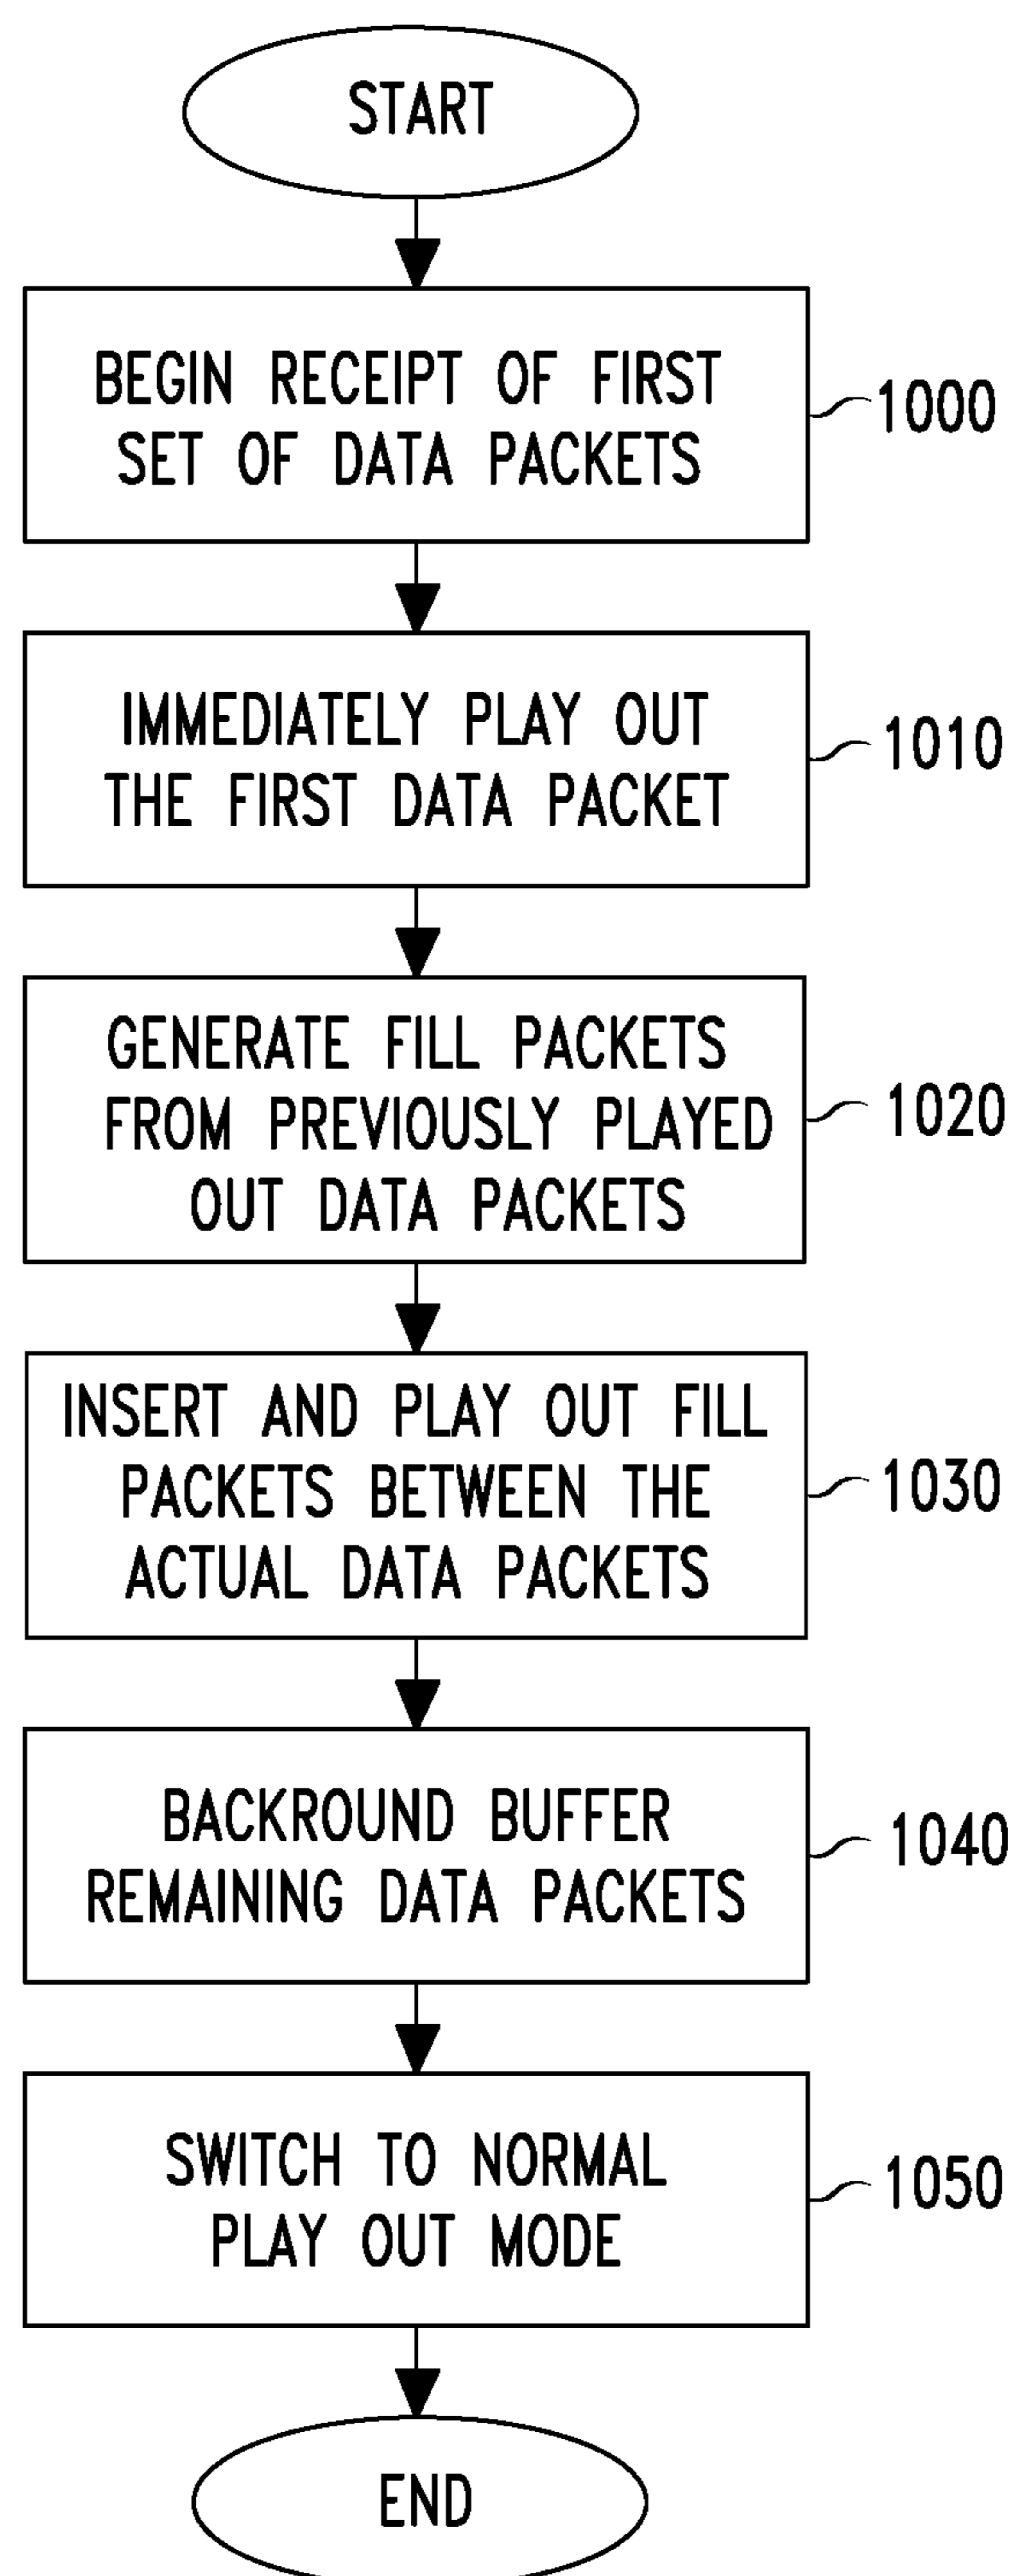 START
BEGIN RECEIPT OF FIRST
SET OF DATA PACKETS
1000
IMMEDIATELY PLAY OUT
THE FIRST DATA PACKET
1010
GENERATE FILL PACKETS
FROM PREVIOUSLY PLAYED
OUT DATA PACKETS
1020
INSERT AND PLAY OUT FILL
PACKETS BETWEEN THE
ACTUAL DATA PACKETS
1030
BACKROUND BUFFER
REMAINING DATA PACKETS
1040
SWITCH TO NORMAL
PLAY OUT MODE
1050
END